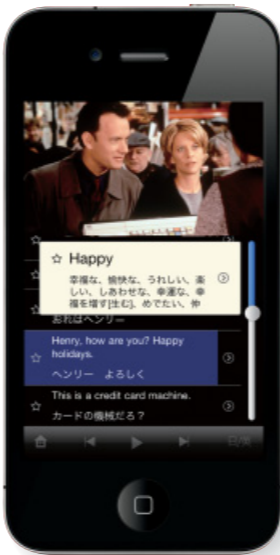 ☆ Happy
幸福な、愉快な、うれしい、楽
しい、しあわせな、幸運な、幸
福を増す[生む]、めでたい、仲
おれはヘンリー
Henry, how are you? Happy
holidays.
ヘンリー　よろしく
This is a credit card machine.
カードの機械だろ？
日/英